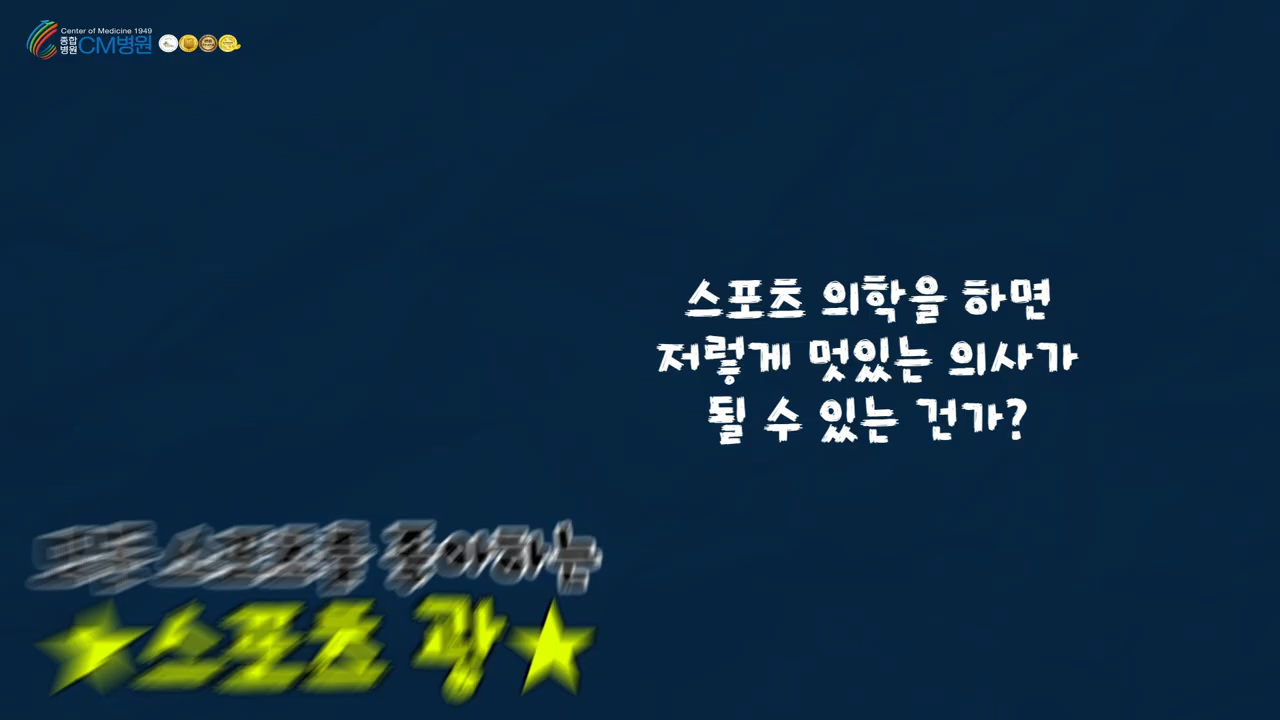 Center of Medicine 1949
종합
병원
CM병원
스포츠 의학을 하면
저렇게 멋있는 의사가
될 수 있는 건가?
모든 스포츠를 좋아하는
★스포츠 광★